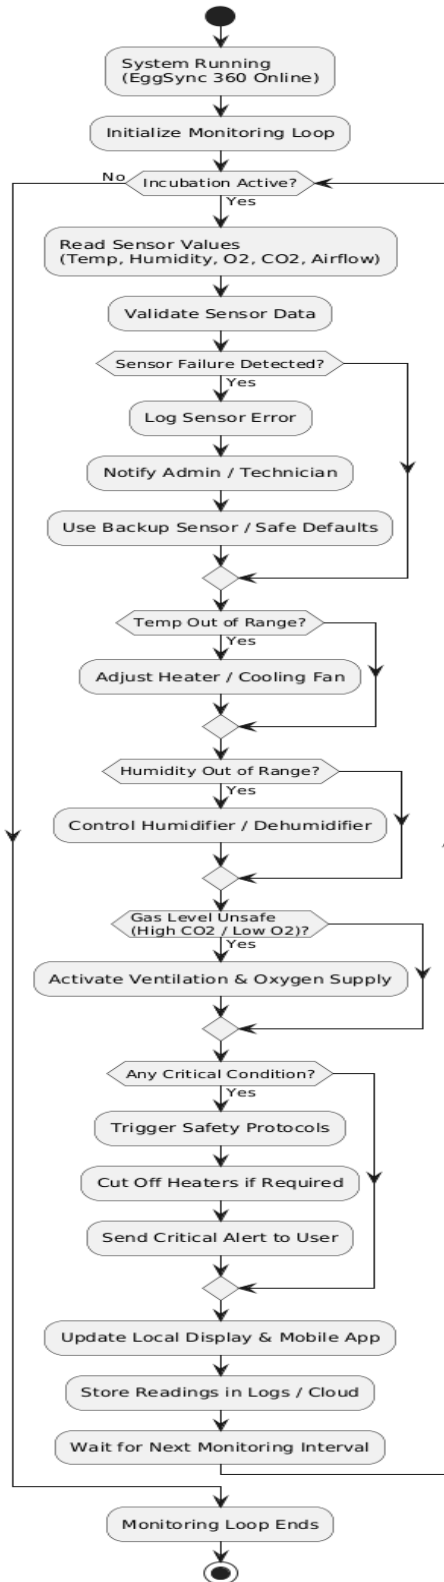 System Running
(EggSync 360 Online)
Initialize Monitoring Loop
No
Incubation Active?
Yes
Read Sensor Values
(Temp, Humidity, O2, CO2, Airflow)
Validate Sensor Data
Sensor Failure Detected?
Yes
Log Sensor Error
Notify Admin / Technician
Use Backup Sensor / Safe Defaults
Temp Out of Range?
Yes
Adjust Heater / Cooling Fan
Humidity Out of Range?
Yes
Control Humidifier / Dehumidifier
Gas Level Unsafe
(High CO2 / Low O2)?
Yes
Activate Ventilation & Oxygen Supply
Any Critical Condition?
Yes
Trigger Safety Protocols
Cut Off Heaters if Required
Send Critical Alert to User
Update Local Display & Mobile App
Store Readings in Logs / Cloud
Wait for Next Monitoring Interval
Monitoring Loop Ends